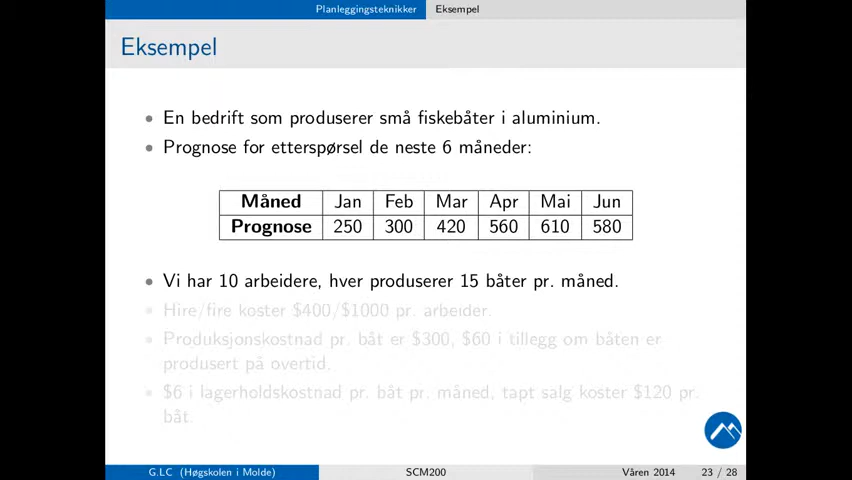 Planleggingsteknikker Eksempel
Eksempel
En bedrift som produserer små fiskebåter i aluminium.
Prognose for etterspørsel de neste 6 måneder:
Måned Jan Feb Mar Apr Mai Jun
Prognose 250 300 420 560 610 580
Vi har 10 arbeidere, hver produserer 15 båter pr. måned.
Hire/fire koster $400/$1000 pr. arbeider.
Produksjonskostnad pr. båt er $300, $60 i tillegg om båten er
produsert på overtid.
$6 i lagerholdskostnad pr. båt pr. måned, tapt salg koster $120 pr.
båt.
G.LC (Høgskolen i Molde) SCM200 Våren 2014 23 / 28